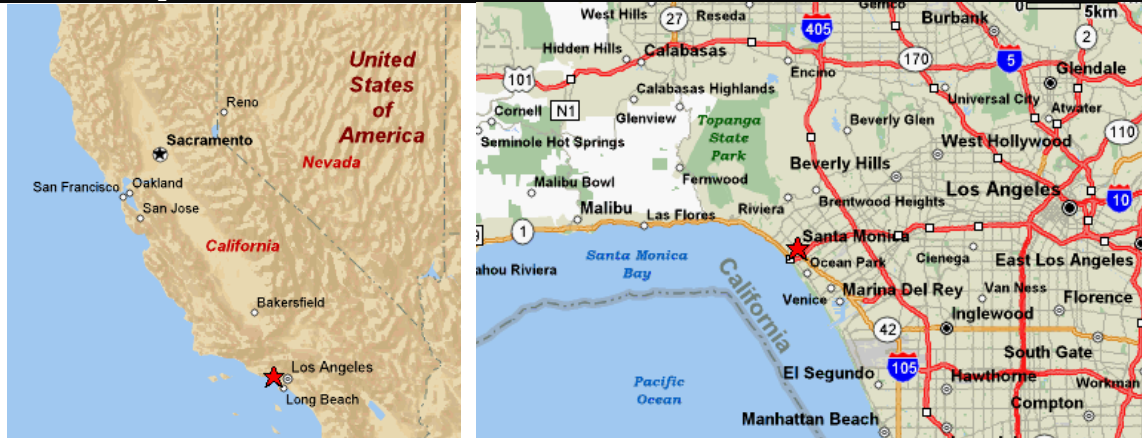 United
States
of
America
Reno
Sacramento
Nevada
San Francisco
Oakland
San Jose
California
Bakersfield
Los Angeles
Long Beach
West Hills
27
Reseda
405
Burbank
0
5km
2
Hidden Hills
Calabasas
170
5
Glendale
101
Encino
Calabasas Highlands
Universal City
Atwater
Cornell
N1
Glenview
Topanga
State
Park
Beverly Glen
110
Seminole Hot Springs
West Hollywood
Beverly Hills
Malibu Bowl
Fernwood
Los Angeles
10
Malibu
Las Flores
Riviera
Brentwood Heights
1
Santa Monica
Santa Monica
Bay
Ocean Park
Cienega
East Los Angeles
ahou Riviera
California
Venice
Marina Del Rey
Van Ness
Florence
Inglewood
42
South Gate
105
El Segundo
Hawthorne
Workman
Pacific
Ocean
Compton
Manhattan Beach